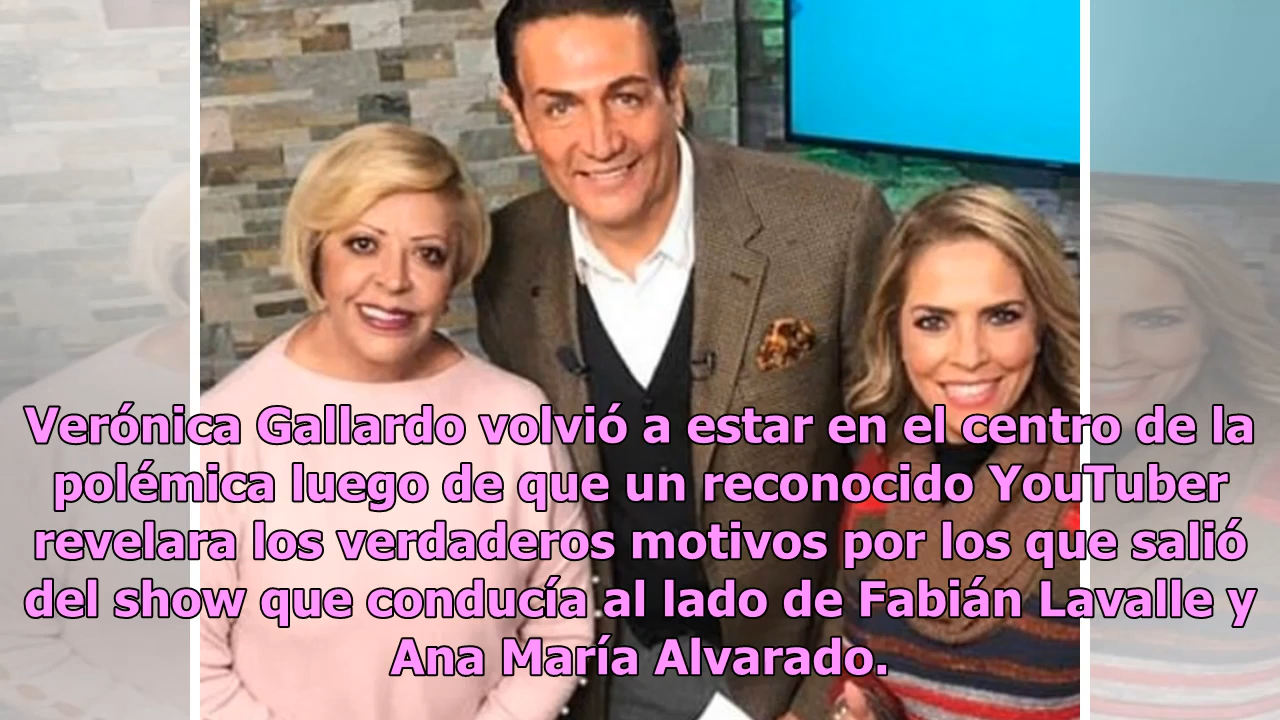 Verónica Gallardo volvió a estar en el centro de la
polémica luego de que un reconocido YouTuber
revelara los verdaderos motivos por los que salió
del show que conducía al lado de Fabián Lavalle y
Ana María Alvarado.